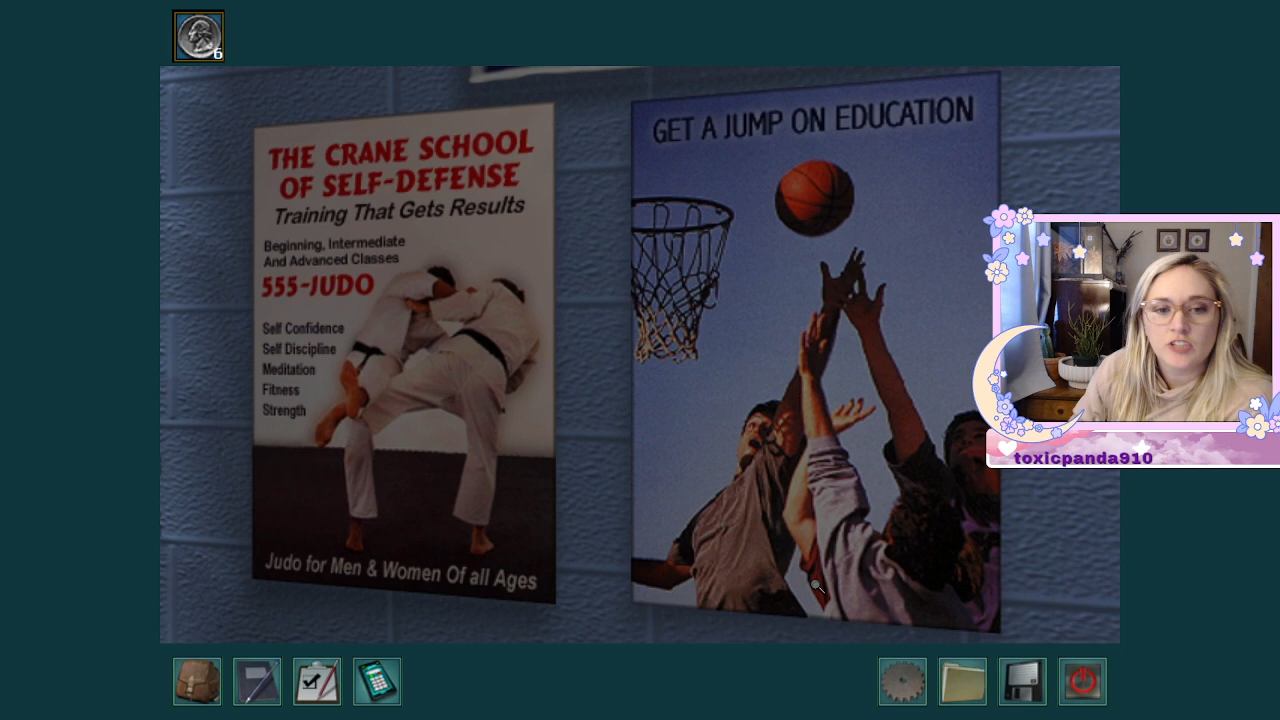 6
THE CRANE SCHOOL
OF SELF-DEFENSE
Training That Gets Results
Beginning, Intermediate
And Advanced Classes
555-JUDO
Self Confidence
Self Discipline
Meditation
Fitness
Strength
Judo for Men & Women Of all Ages
GET A JUMP ON EDUCATION
toxicpanda910